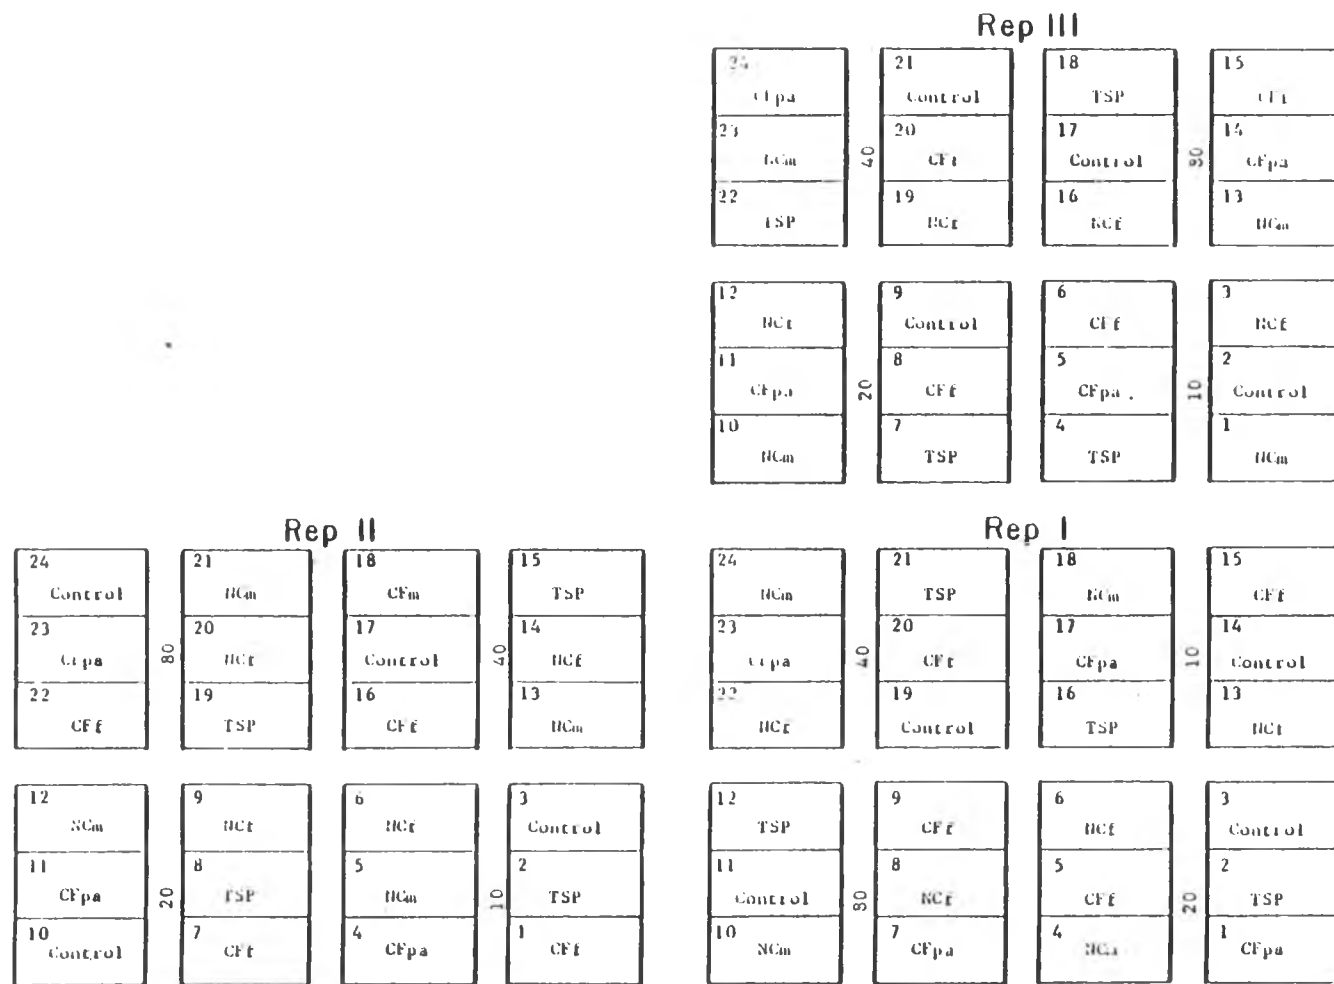 Rep III
24 21 18 15
CFpa Control TSP CFf
23 20 17 14
NCm CFf Control CFpa
40 80
22 19 16 13
TSP NCf NCf NCm
12 9 6 3
NCf Control CFf NCf
11 8 5 2
CFpa CFf CFpa . Control
20 10
10 7 4 1
NCm TSP TSP NCm
Rep II Rep I
24 21 18 15 24 21 18 15
Control NCm CFm TSP NCm TSP NCm CFf
23 20 17 14 23 20 17 14
CFpa NCf Control NCf CFpa CFf CFpa Control
80 40 40 10
22 19 16 13 22 19 16 13
CFf TSP CFf NCm NCf Control TSP NCf
12 9 6 3 12 9 6 3
NCm NCf NCf Control TSP CFf NCf Control
11 8 5 2 11 8 5 2
CFpa TSP NCm TSP Control NCf CFf TSP
20 10 80 20
10 7 4 1 10 7 4 1
Control CFf CFpa CFf NCm CFpa NCm CFpa